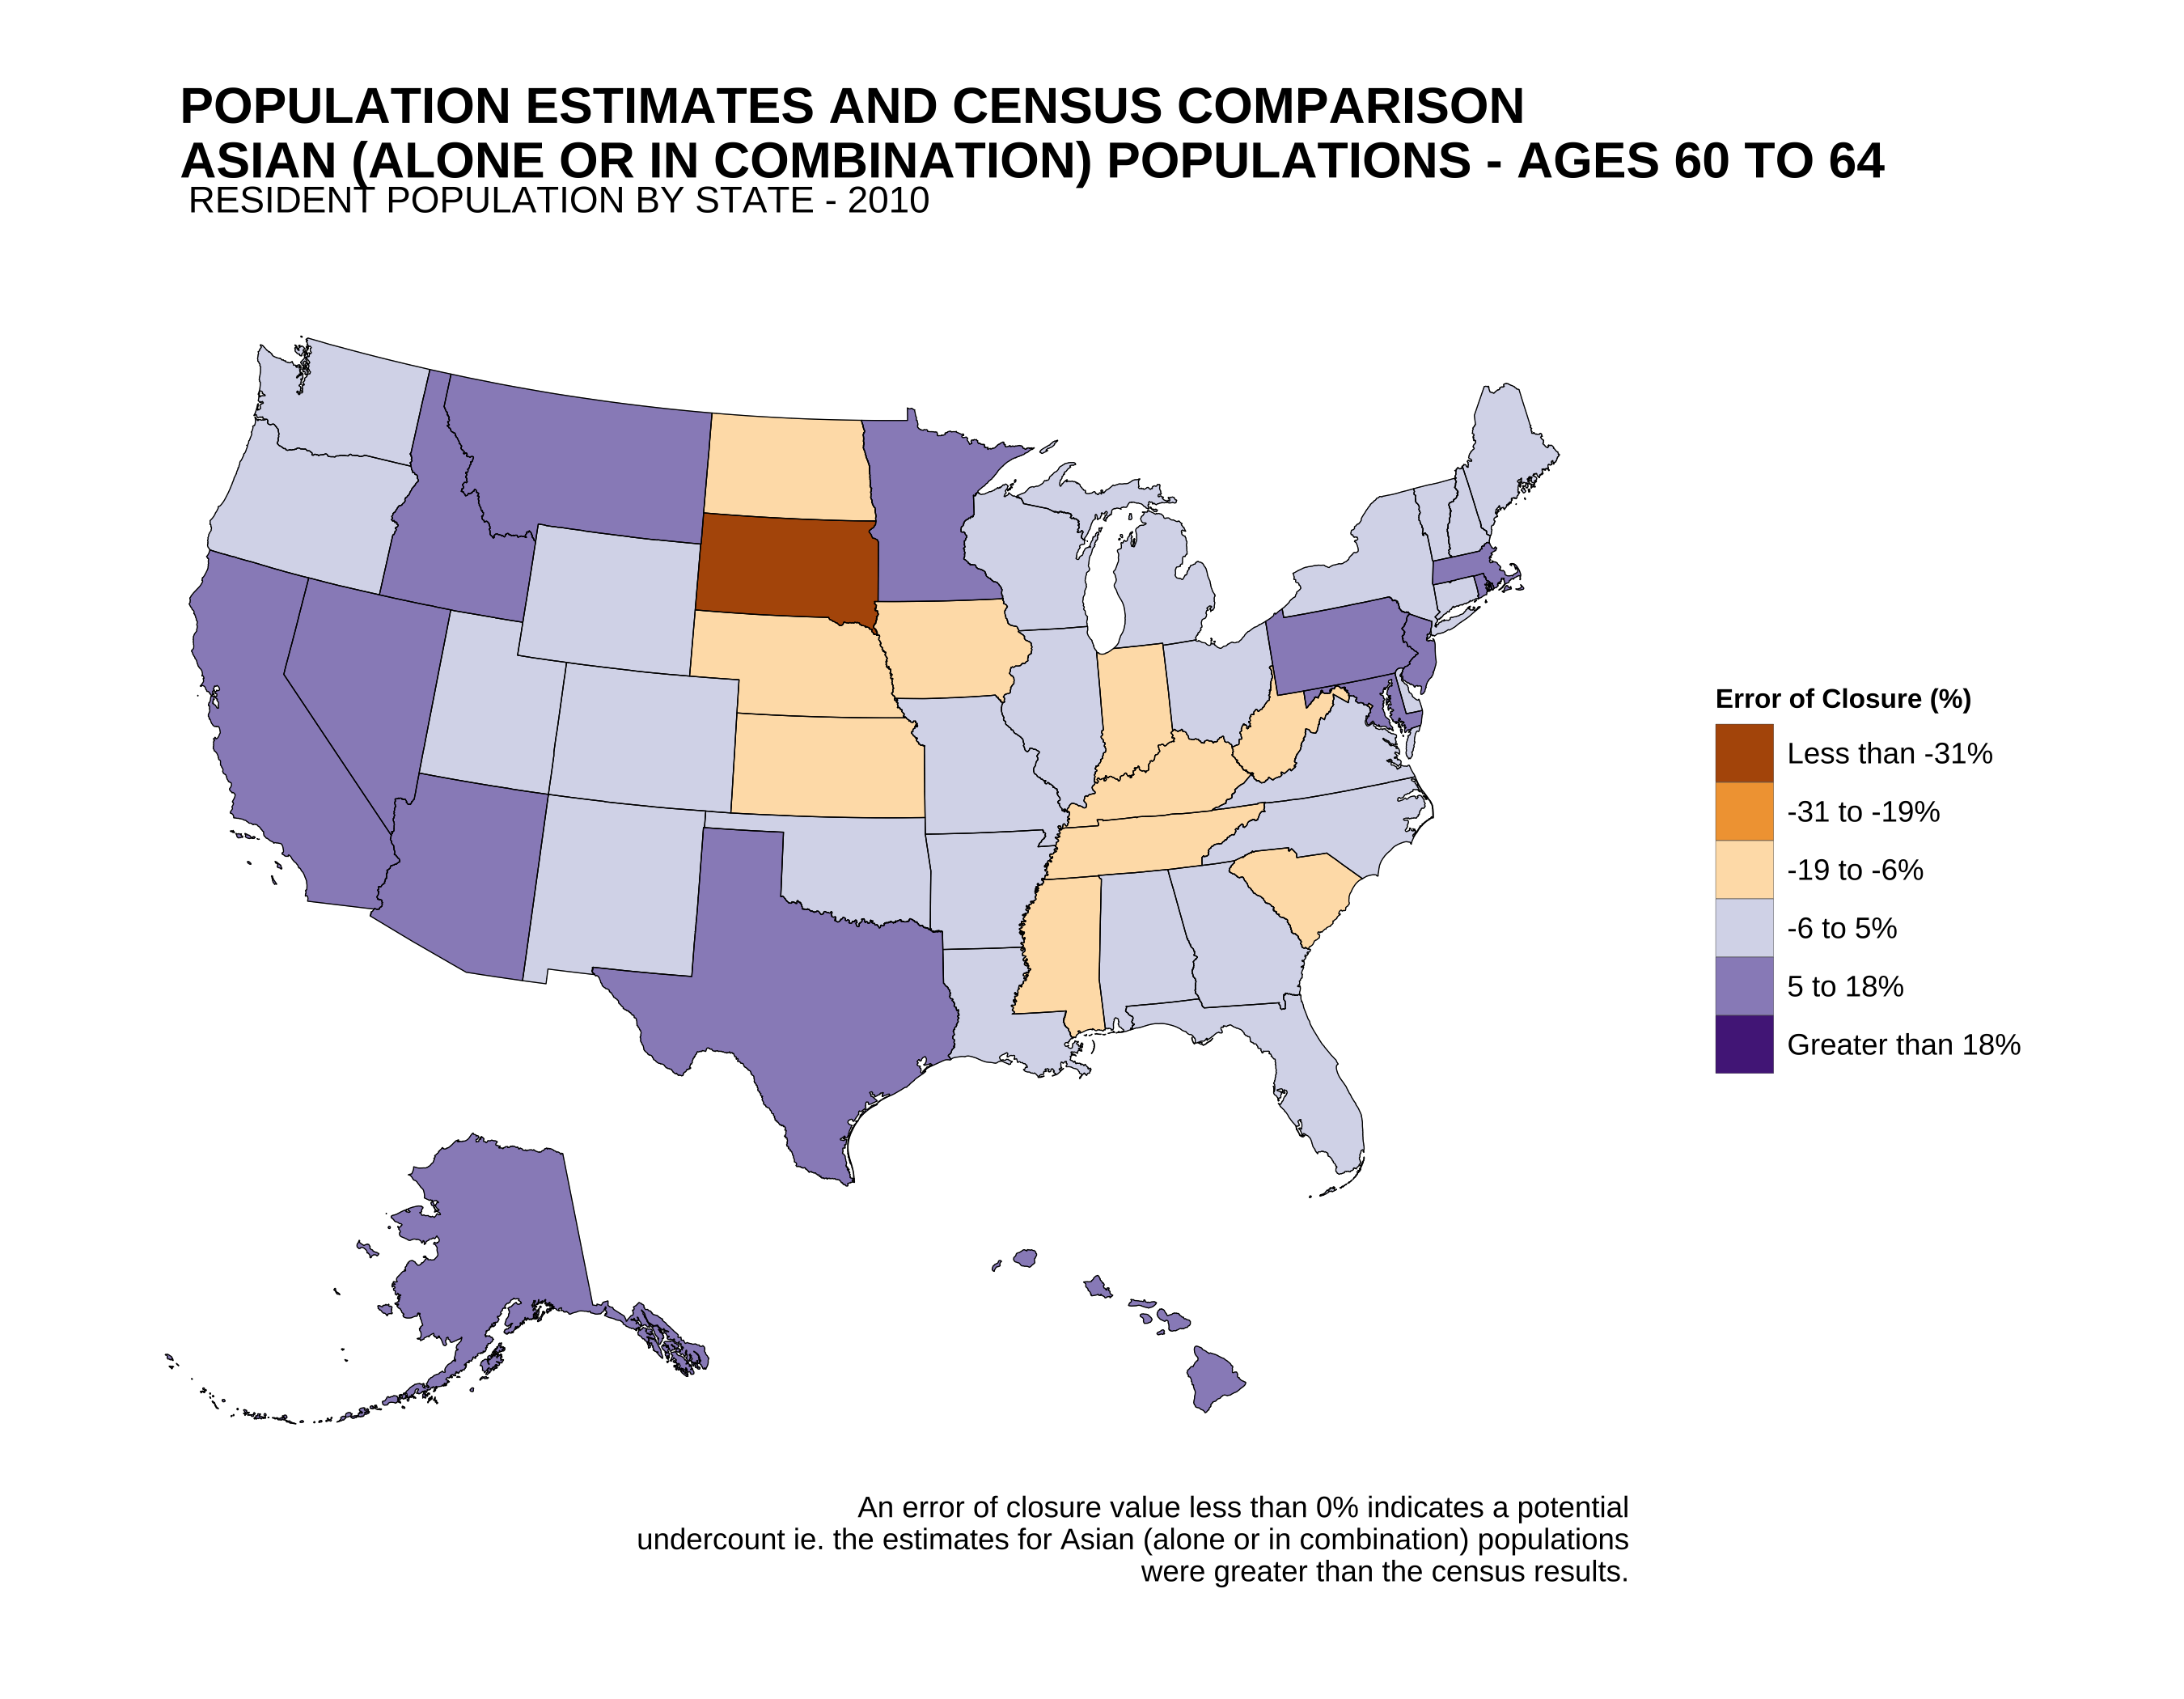 POPULATION ESTIMATES AND CENSUS COMPARISON
ASIAN (ALONE OR IN COMBINATION) POPULATIONS - AGES 60 TO 64
RESIDENT POPULATION BY STATE - 2010
Error of Closure (%)
Less than -31%
-31 to -19%
-19 to -6%
-6 to 5%
5 to 18%
Greater than 18%
An error of closure value less than 0% indicates a potential
undercount ie. the estimates for Asian (alone or in combination) populations
were greater than the census results.